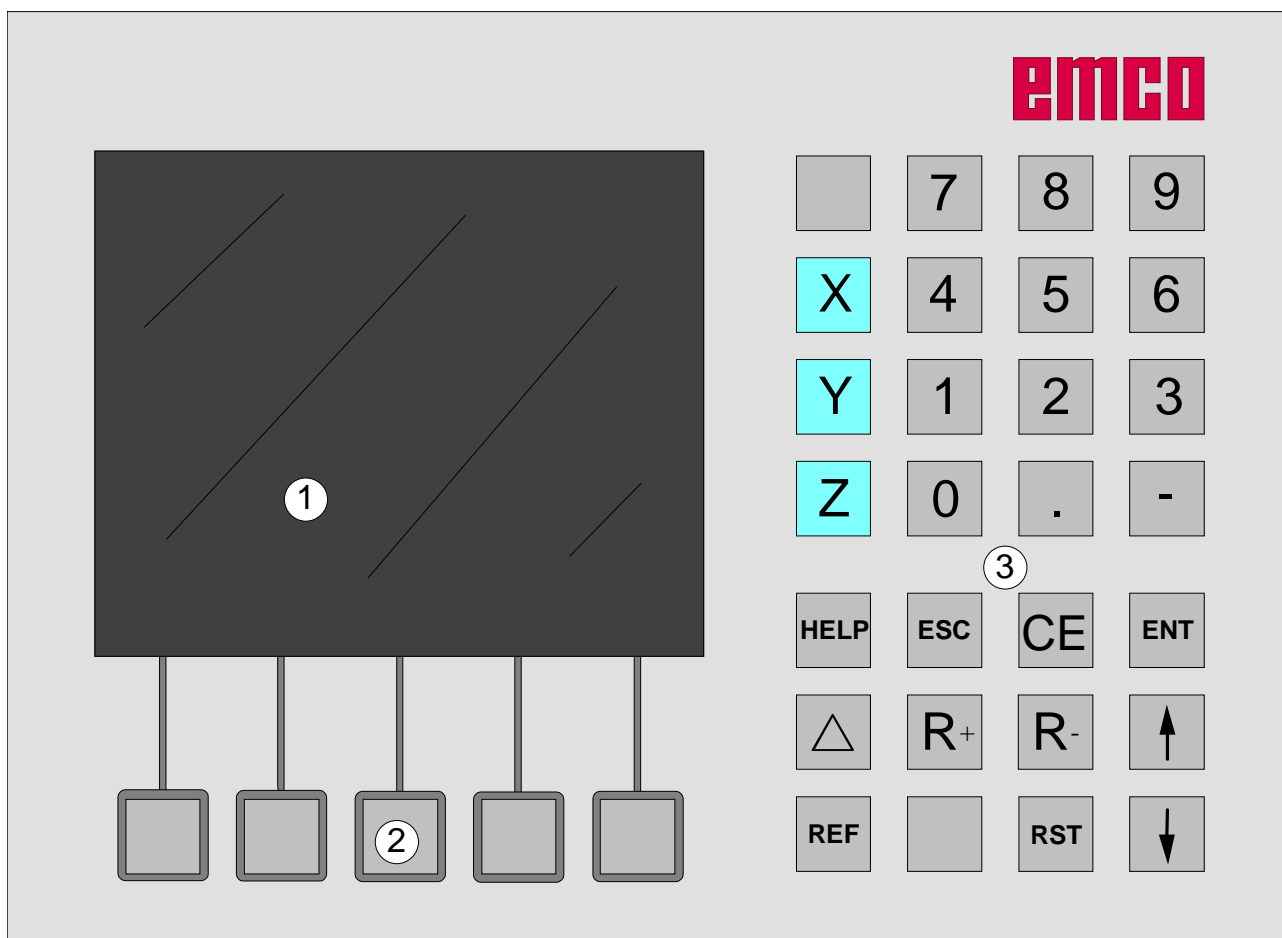 emco
7 8 9
X 4 5 6
Y 1 2 3
Z 0 . -
1
3
HELP ESC CE ENT
△ R+ R- ↑
2
REF RST ↓